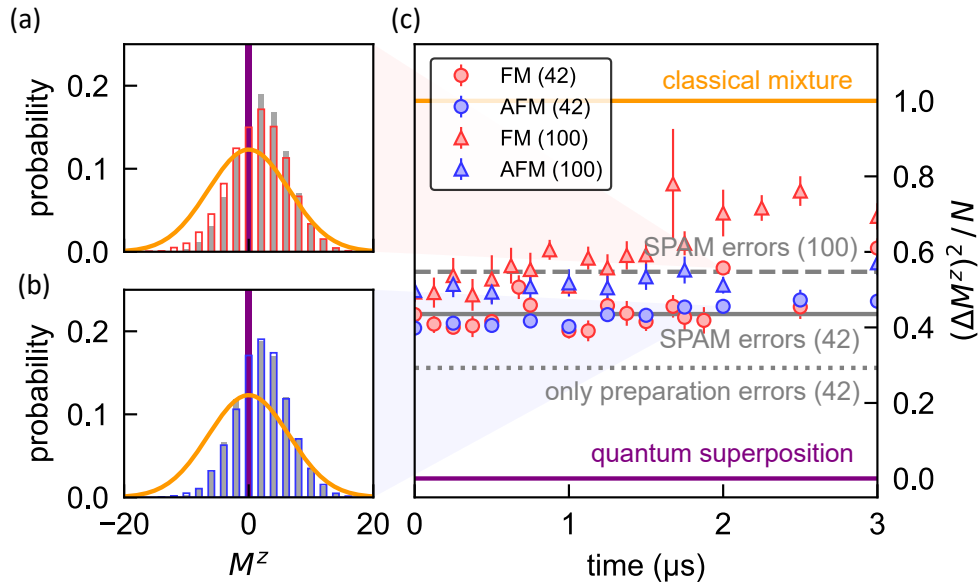 (a)
probability
0.2
0.1
0.0
(b)
probability
0.2
0.1
0.0
−20
0
20
M^z
(c)
FM (42)
AFM (42)
FM (100)
AFM (100)
classical mixture
SPAM errors (100)
SPAM errors (42)
only preparation errors (42)
quantum superposition
1.0
0.8
0.6
0.4
0.2
0.0
(ΔM^z)^2 / N
0
1
2
3
time (μs)